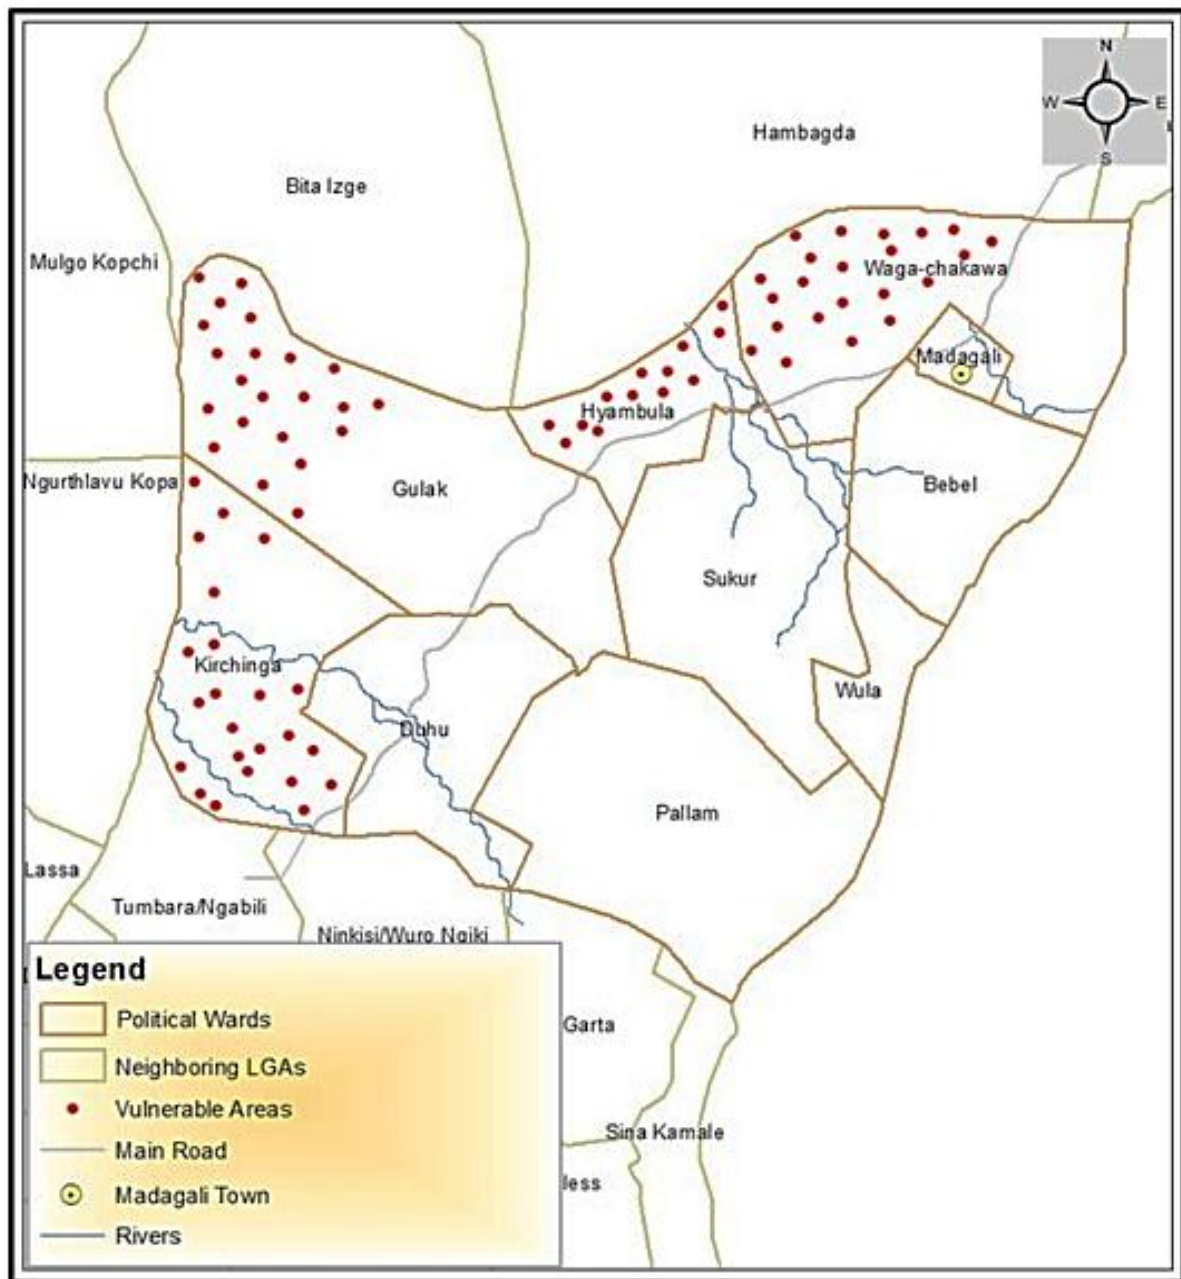 N
W
E
S
Hambagda
Bita Izge
Mulgo Kopchi
Waga-chakawa
Madagali
Hyambula
Ngurthlavu Kopa
Gulak
Bebel
Sukur
Kirchinga
Wula
Duhu
Pallam
Lassa
Tumbara/Ngabili
Ninkisi/Wuro Ngiki
Legend
Political Wards
Neighboring LGAs
Vulnerable Areas
Main Road
Madagali Town
Rivers
Garta
Sina Kamale
less